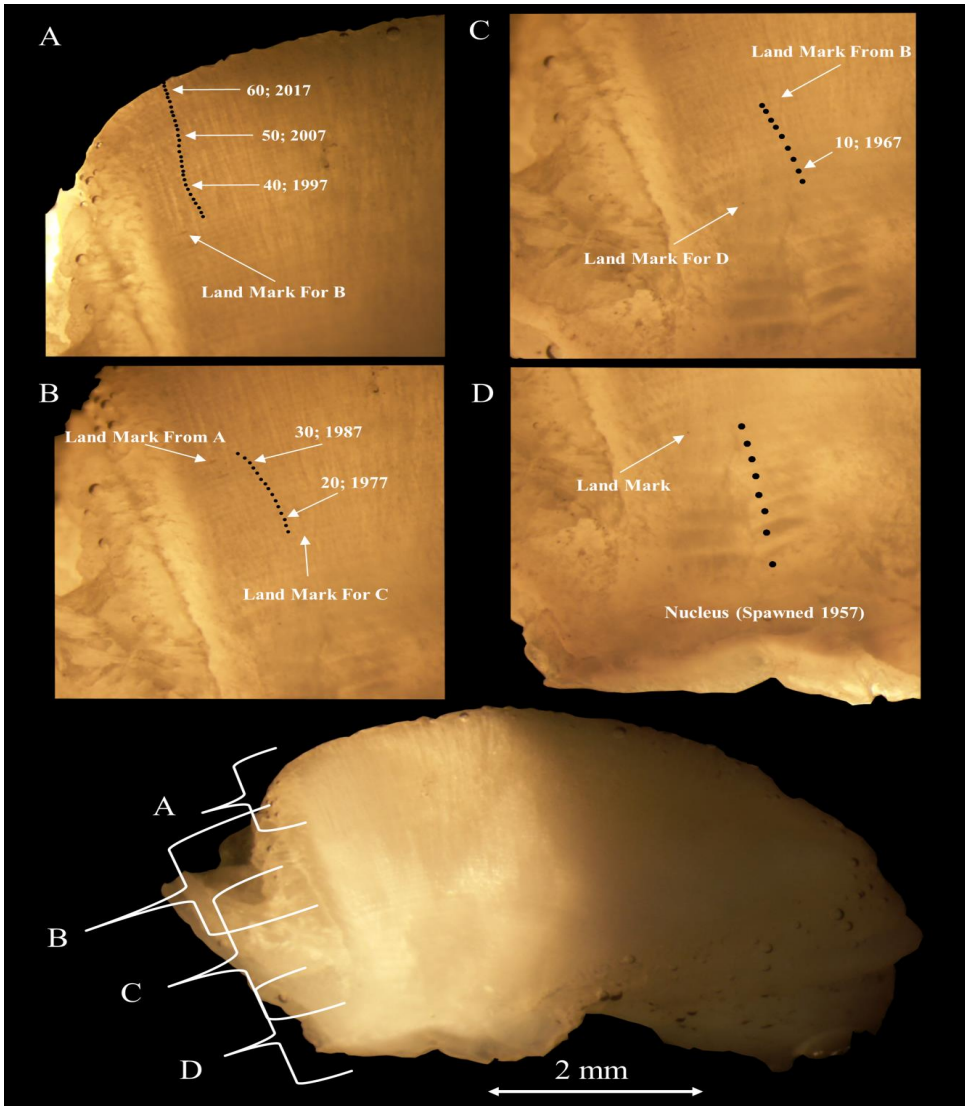 A
60; 2017
50; 2007
40; 1997
Land Mark For B
B
Land Mark From A
30; 1987
20; 1977
Land Mark For C
C
Land Mark From B
10; 1967
Land Mark For D
D
Land Mark
Nucleus (Spawned 1957)
A
B
C
D
2 mm